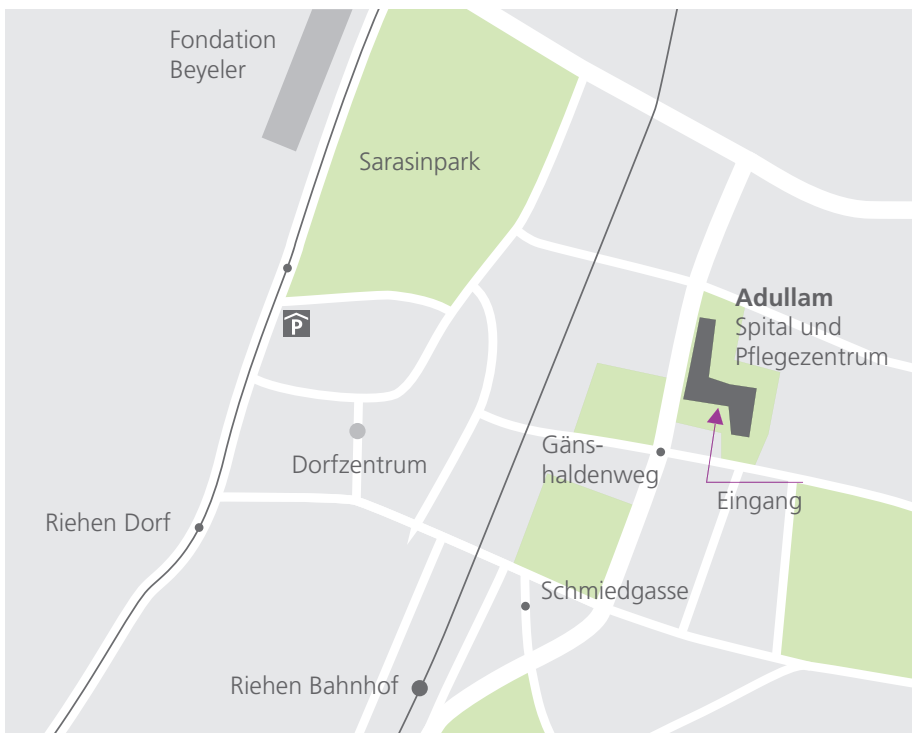 Fondation
Beyeler
Sarasinpark
P
Adullam
Spital und
Pflegezentrum
Gäns-
haldenweg
Dorfzentrum
Eingang
Riehen Dorf
Schmiedgasse
Riehen Bahnhof